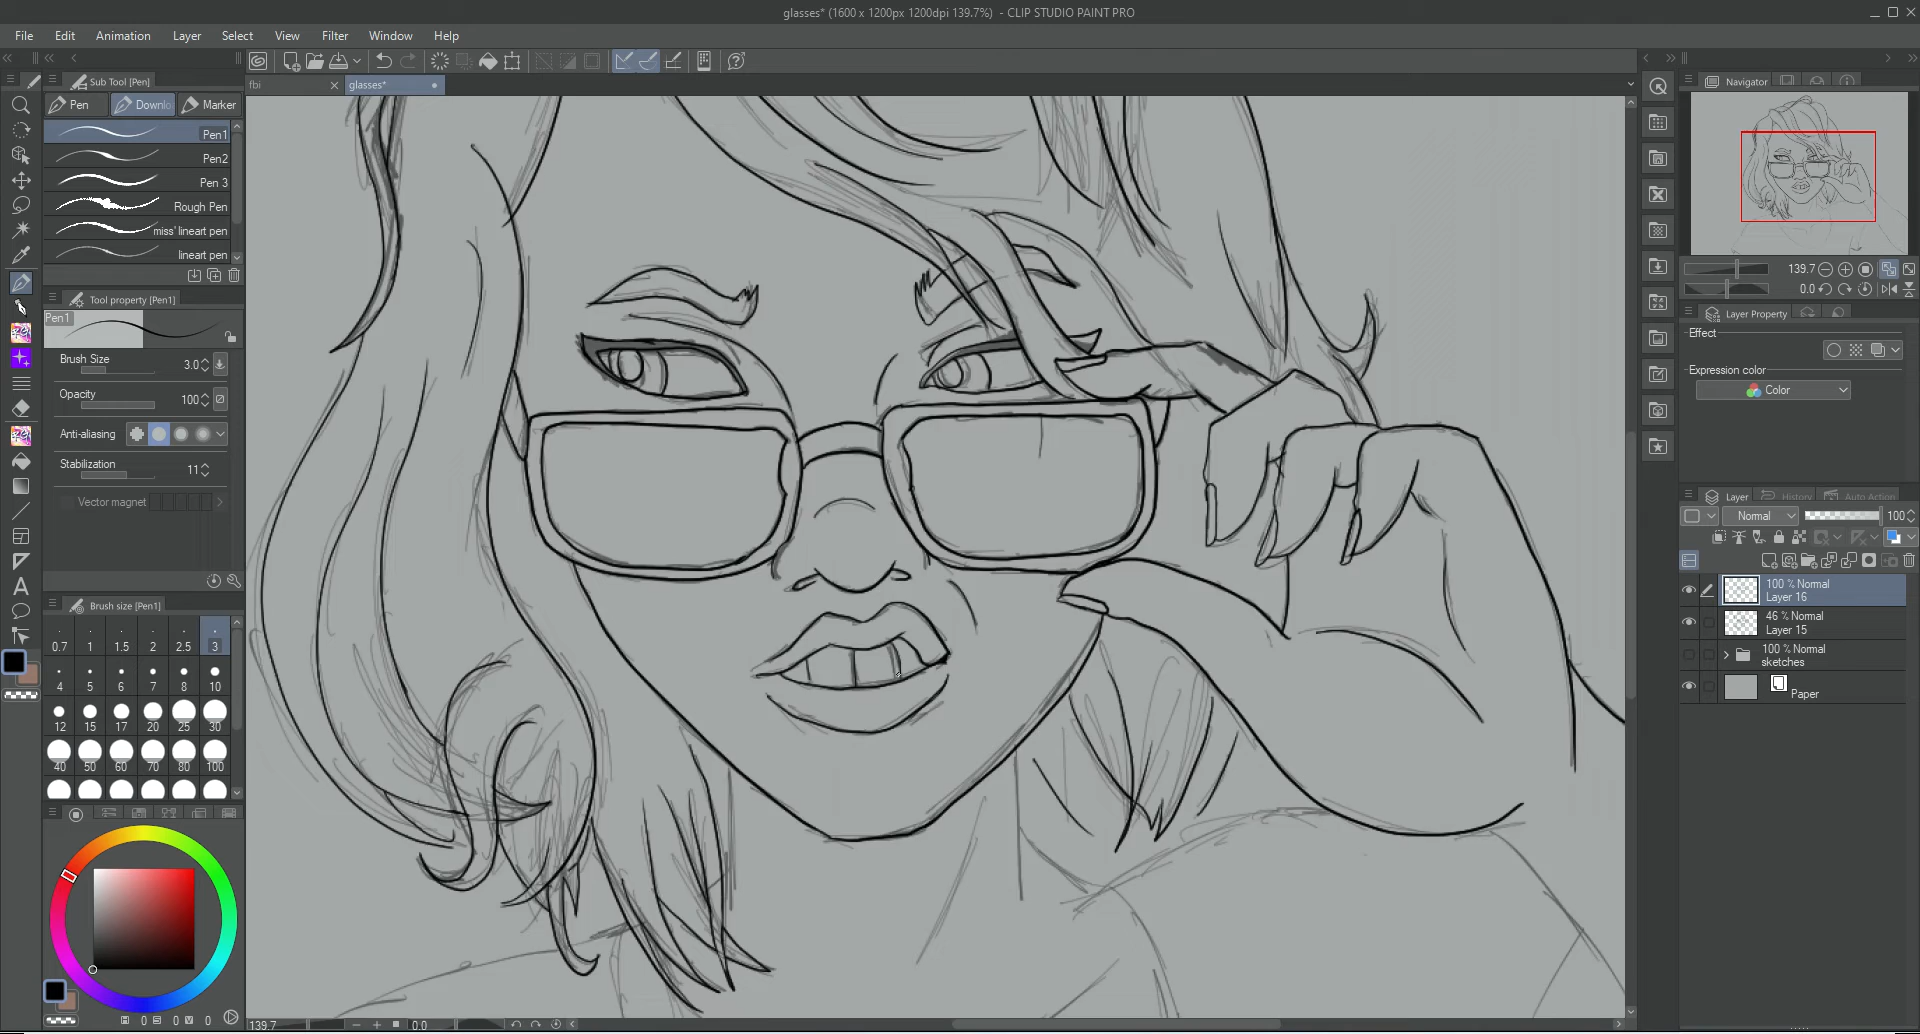 glasses* (1600 x 1200px 1200dpi 139.7%) - CLIP STUDIO PAINT PRO
File Edit Animation Layer Select View Filter Window Help
Sub Tool [Pen]
fbi
glasses*
Navigator
Pen Downlo Marker
Pen1
Pen2
Pen 3
Rough Pen
miss' lineart pen
lineart pen
Tool property [Pen1]
Pen1
Brush Size 3.0
Opacity 100
Anti-aliasing
Stabilization 11
Vector magnet
Brush size [Pen1]
0.7 1 1.5 2 2.5 3
4 5 6 7 8 10
12 15 17 20 25 30
40 50 60 70 80 100
H 0 S 0 V 0
139.7
0.0
139.7
0.0
Layer Property
Effect
Expression color
Color
Layer History Auto Action
Normal 100
100 % Normal
Layer 16
46 % Normal
Layer 15
100 % Normal
sketches
Paper